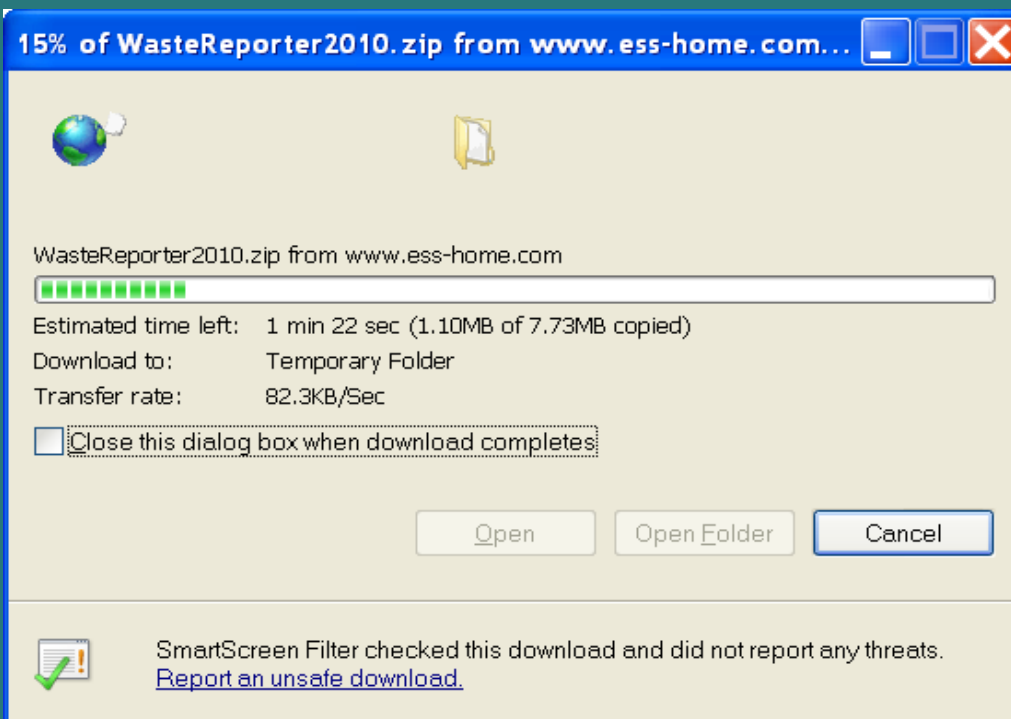 15% of WasteReporter2010.zip from www.ess-home.com...
WasteReporter2010.zip from www.ess-home.com
Estimated time left: 1 min 22 sec (1.10MB of 7.73MB copied)
Download to: Temporary Folder
Transfer rate: 82.3KB/Sec
Close this dialog box when download completes
Open Open Folder Cancel
SmartScreen Filter checked this download and did not report any threats.
Report an unsafe download.